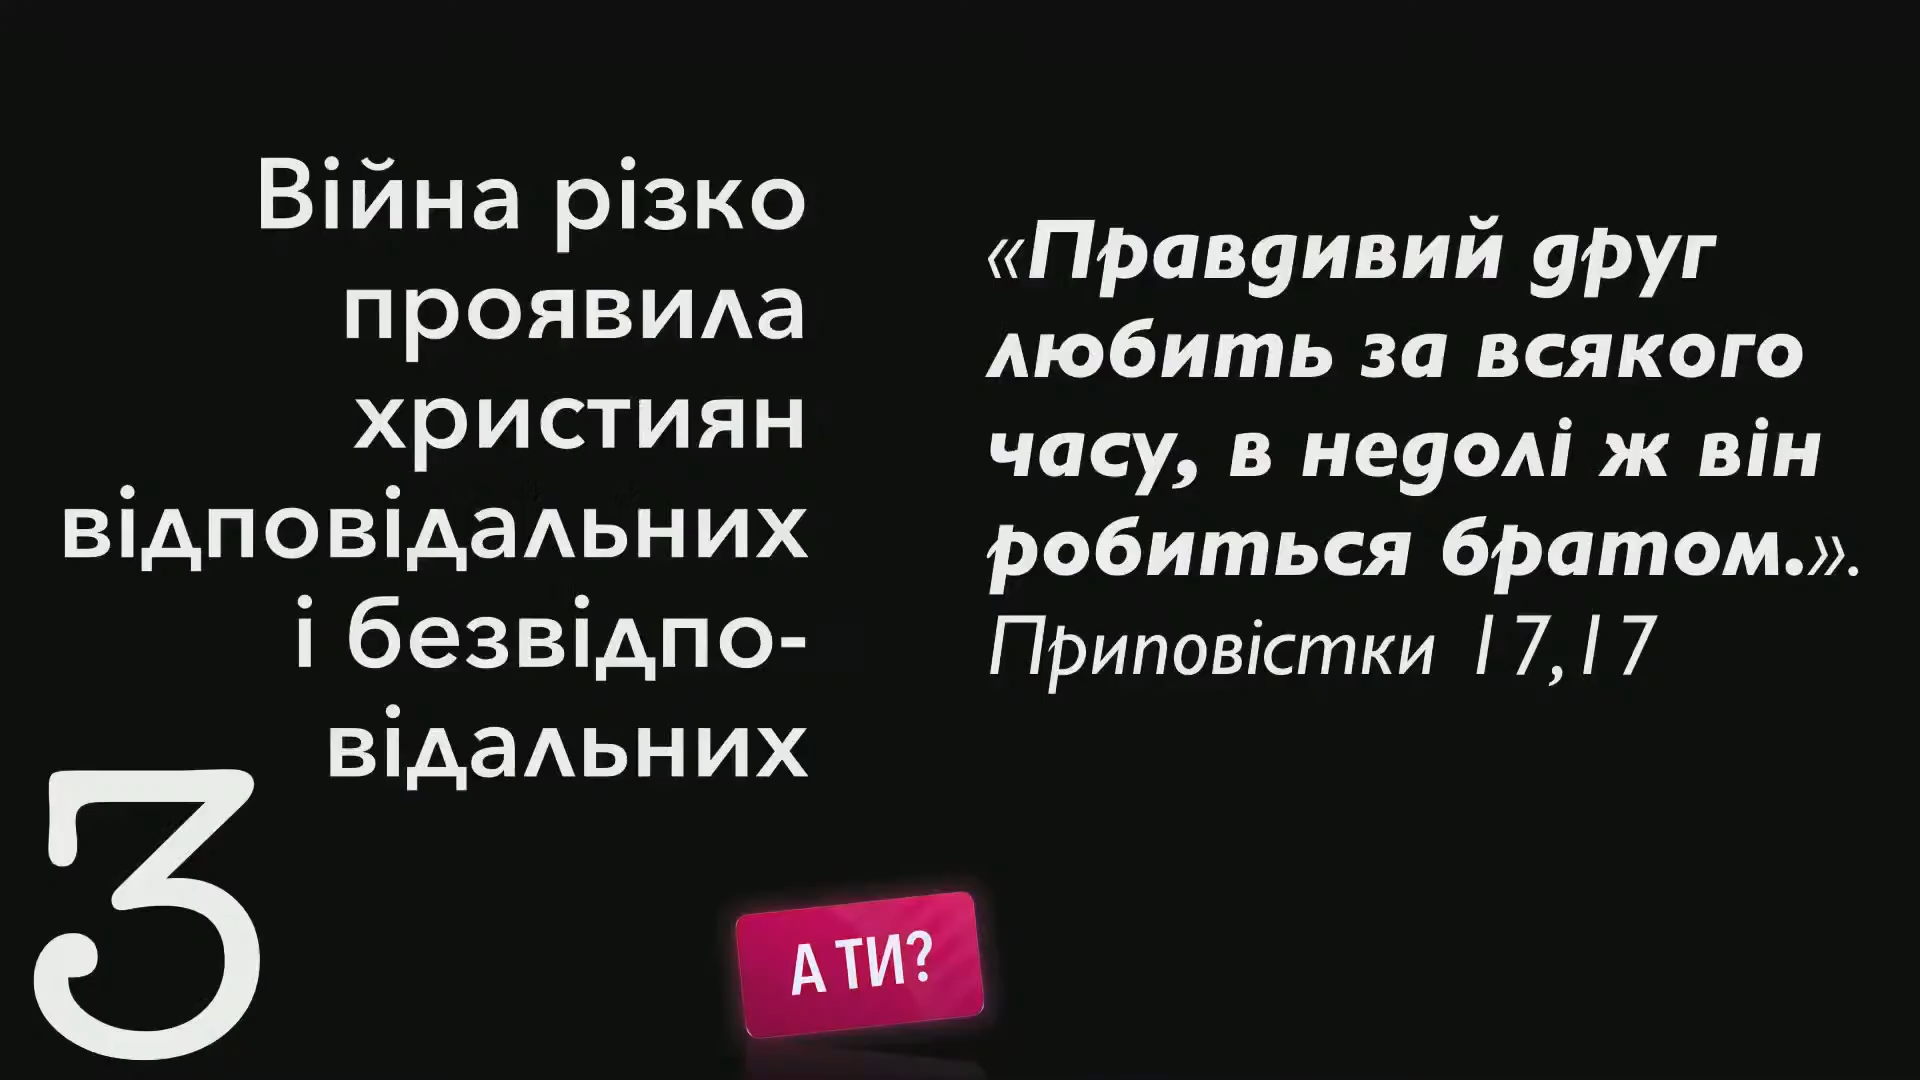 Війна різко
проявила
християн
відповідальних
і безвідпо-
відальних
3
«Правдивий друг
любить за всякого
часу, в недолі ж він
робиться братом.».
Приповістки 17,17
А ТИ?